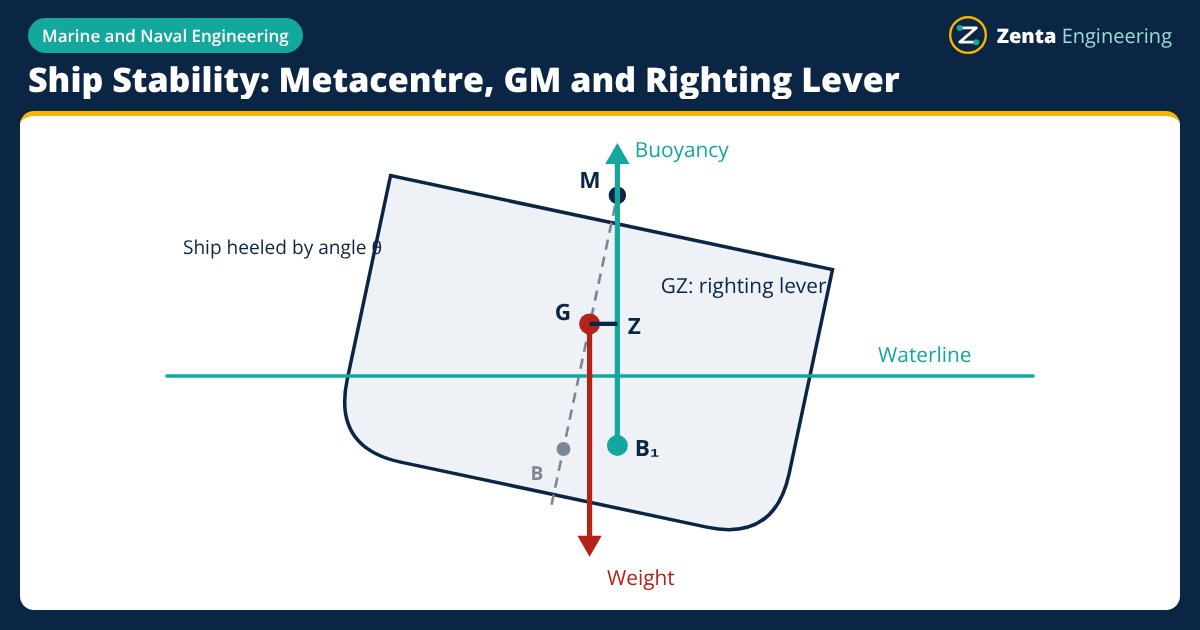 Marine and Naval Engineering
Zenta Engineering
Ship Stability: Metacentre, GM and Righting Lever
Buoyancy
M
Ship heeled by angle θ
GZ: righting lever
G
Z
Waterline
B₁
B
Weight